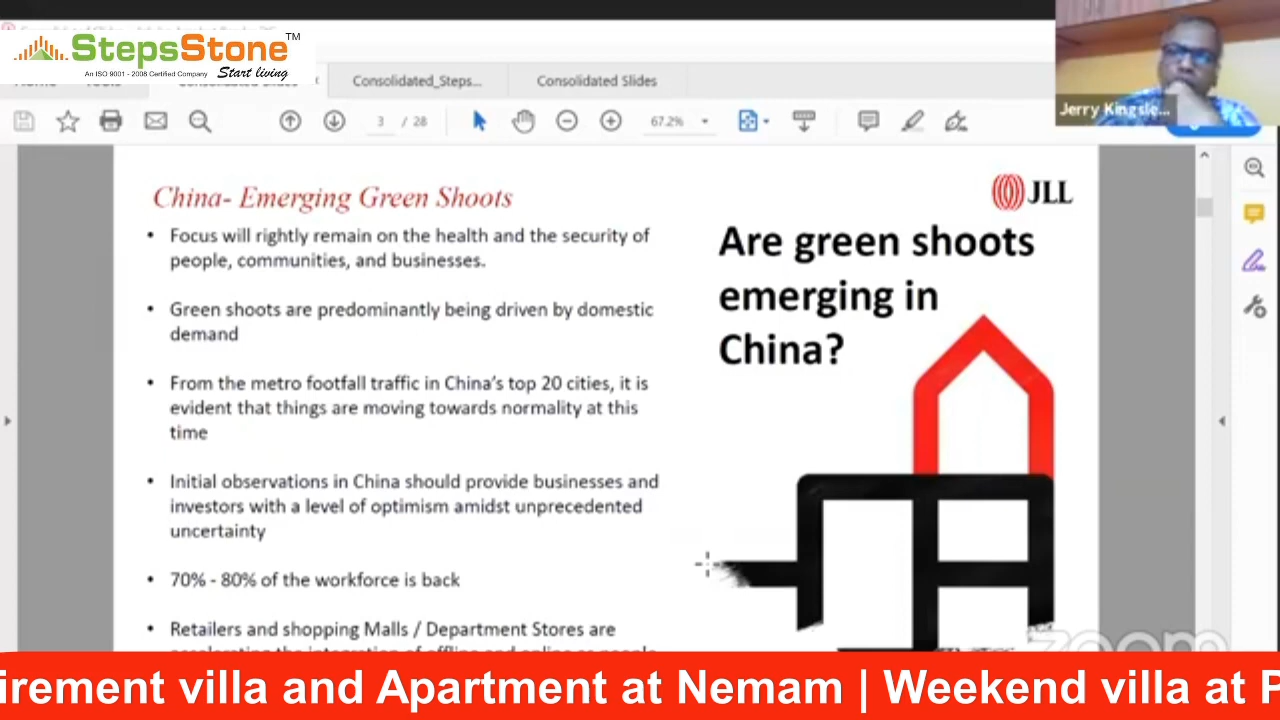 StepsStone TM
An ISO 9001 - 2008 Certified Company Start living
Consolidated_Steps...
Consolidated Slides
3 / 28
67.2%
Jerry Kingsle...
China- Emerging Green Shoots
JLL
• Focus will rightly remain on the health and the security of
people, communities, and businesses.
• Green shoots are predominantly being driven by domestic
demand
• From the metro footfall traffic in China's top 20 cities, it is
evident that things are moving towards normality at this
time
• Initial observations in China should provide businesses and
investors with a level of optimism amidst unprecedented
uncertainty
• 70% - 80% of the workforce is back
• Retailers and shopping Malls / Department Stores are
Are green shoots
emerging in
China?
zoom
irement villa and Apartment at Nemam | Weekend villa at P